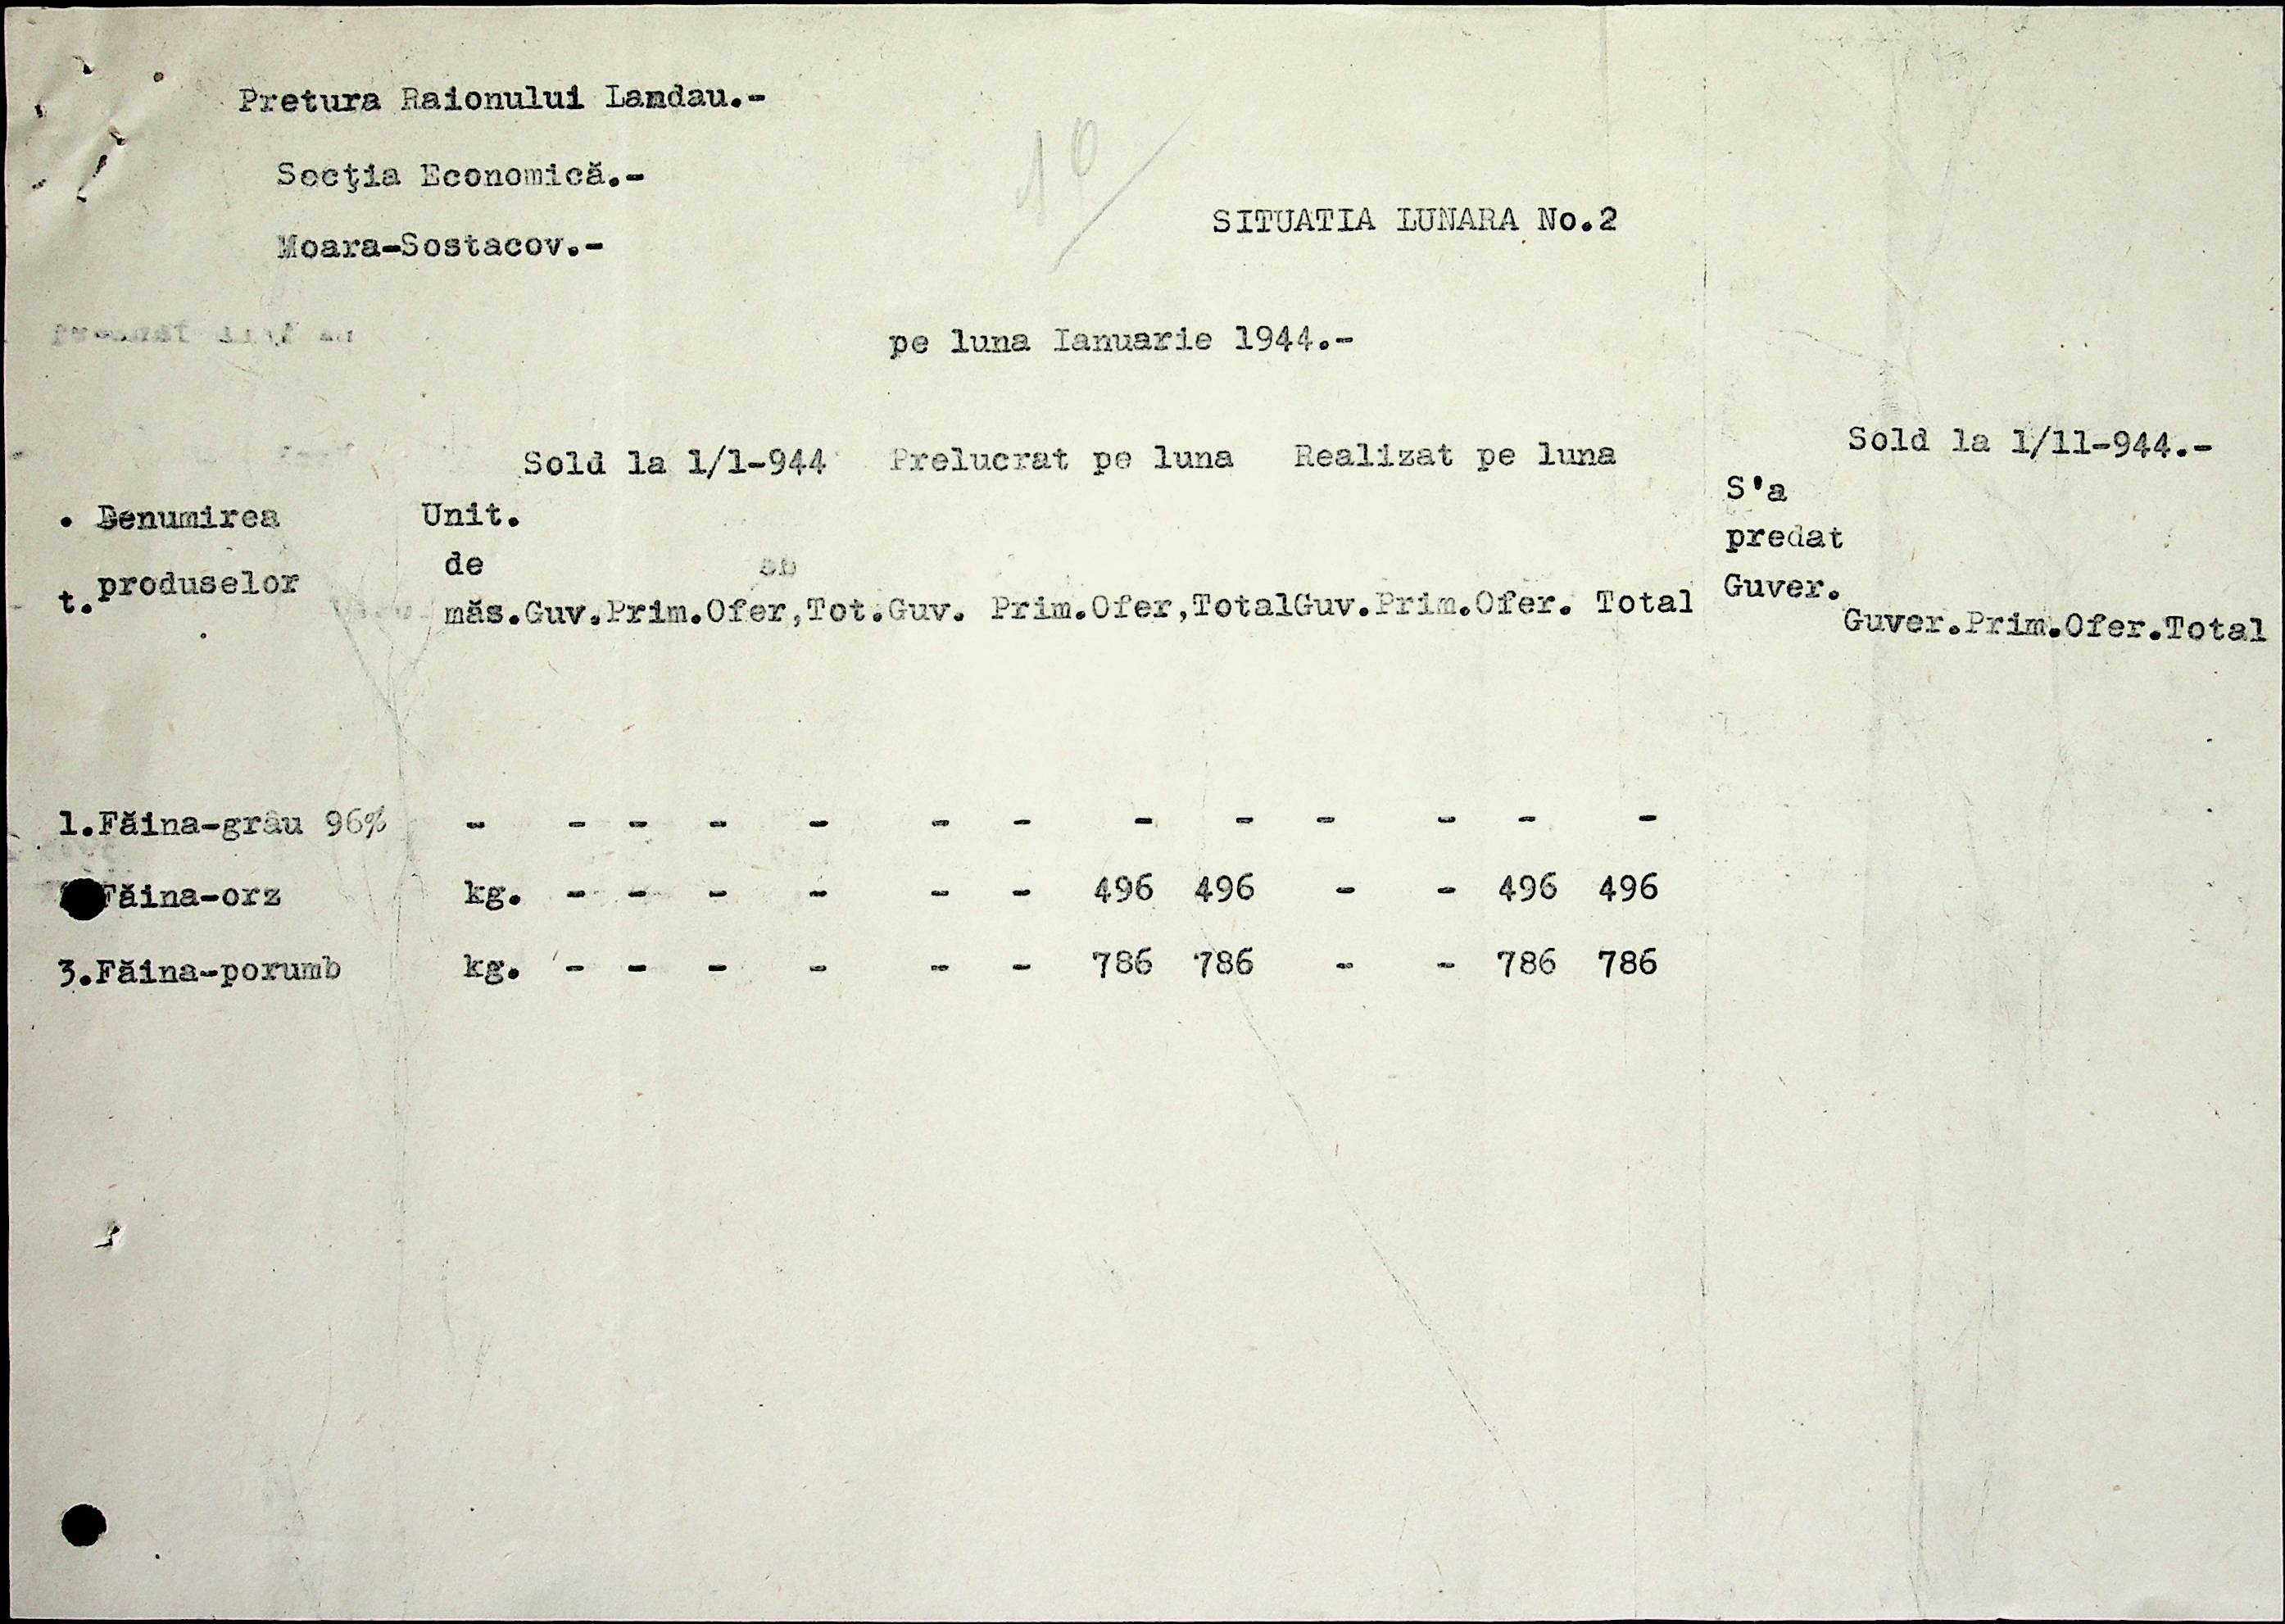 Pretura Raionului Landau.-
10
Secţia Economică.-
SITUATIA LUNARA No.2
Moara-Sostacov.-
pe luna Ianuarie 1944.-
Sold la 1/1-944 Prelucrat pe luna Realizat pe luna Sold la 1/11-944.-
S'a
. Denumirea Unit.
predat
de
t. produselor Guver.
măs.Guv.Prim.Ofer,Tot.Guv. Prim.Ofer,TotalGuv.Prim.Ofer. Total
Guver.Prim.Ofer.Total
1.Făina-grâu 96% - - - - - - - - - - - - -
Făina-orz kg. - - - - - - 496 496 - - 496 496
3.Făina-porumb kg. - - - - - - 786 786 - - 786 786